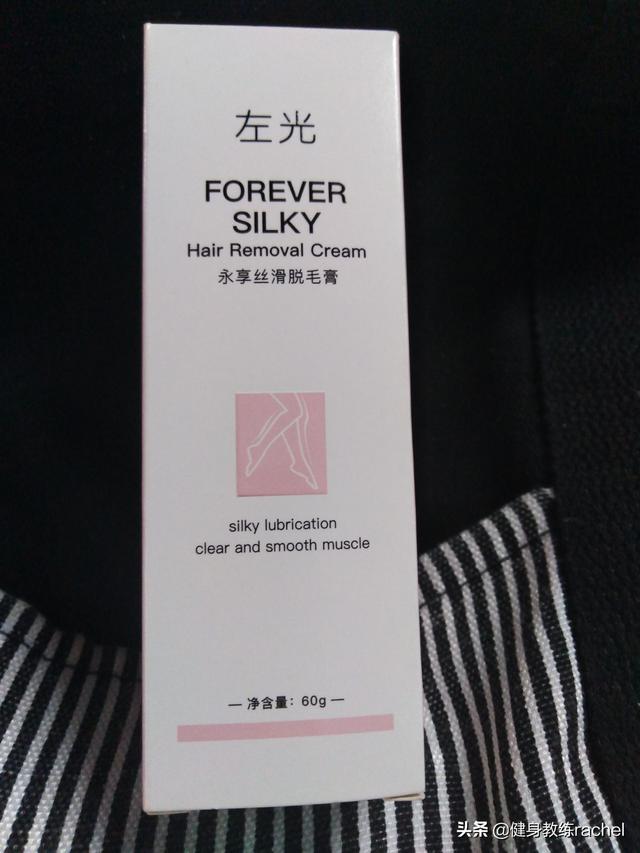 左光
FOREVER
SILKY
Hair Removal Cream
永享丝滑脱毛膏
silky lubrication
clear and smooth muscle
— 净含量：60g —
头条 @健身教练rachel